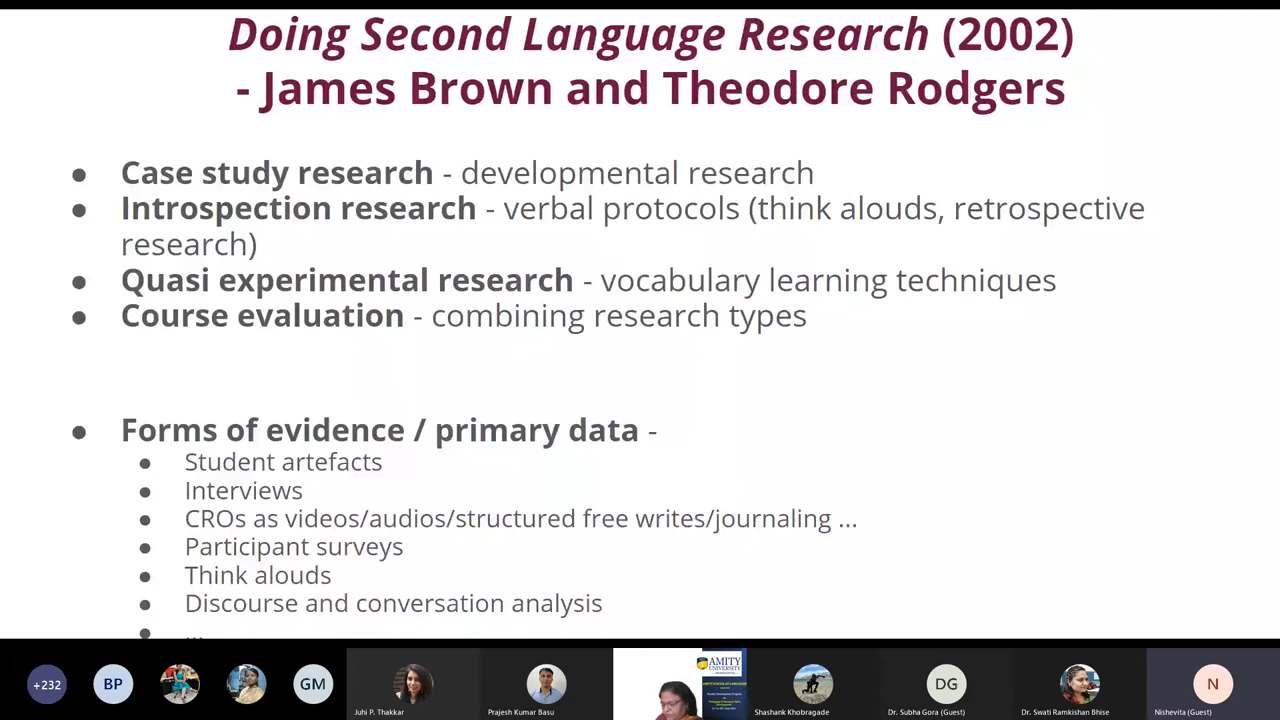 Doing Second Language Research (2002)
- James Brown and Theodore Rodgers
● Case study research - developmental research
● Introspection research - verbal protocols (think alouds, retrospective
research)
● Quasi experimental research - vocabulary learning techniques
● Course evaluation - combining research types
● Forms of evidence / primary data -
● Student artefacts
● Interviews
● CROs as videos/audios/structured free writes/journaling ...
● Participant surveys
● Think alouds
● Discourse and conversation analysis
● ...
+232
BP
GM
Juhi P. Thakkar
Prajesh Kumar Basu
AMITY
UNIVERSITY
Shashank Khobragade
DG
Dr. Subha Gora (Guest)
Dr. Swati Ramkishan Bhise
N
Nishevita (Guest)